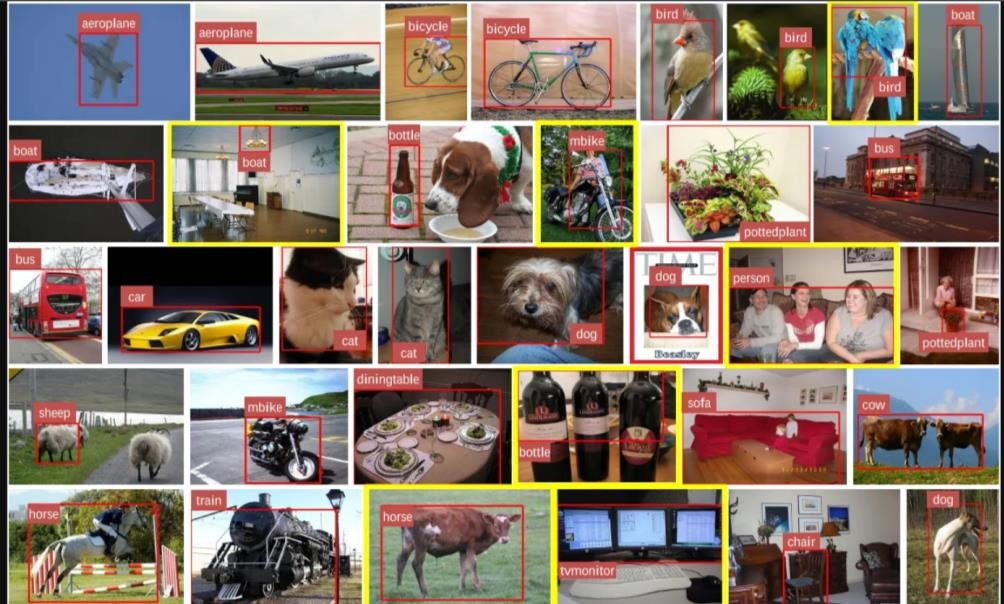 aeroplane
aeroplane
bicycle
bicycle
bird
bird
bird
boat
boat
boat
bottle
mbike
pottedplant
bus
bus
car
cat
cat
dog
TIME
dog
Beasley
person
pottedplant
sheep
mbike
diningtable
bottle
sofa
cow
horse
train
horse
tvmonitor
chair
dog